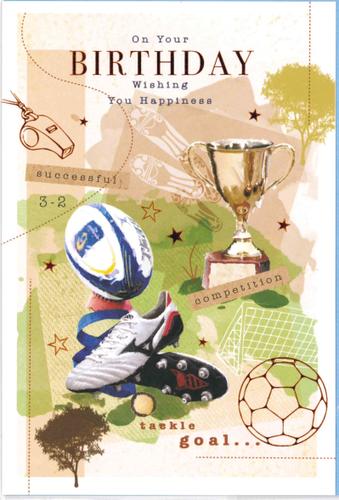 On Your
BIRTHDAY
Wishing
You Happiness
successful
3-2
competition
tackle
goal...